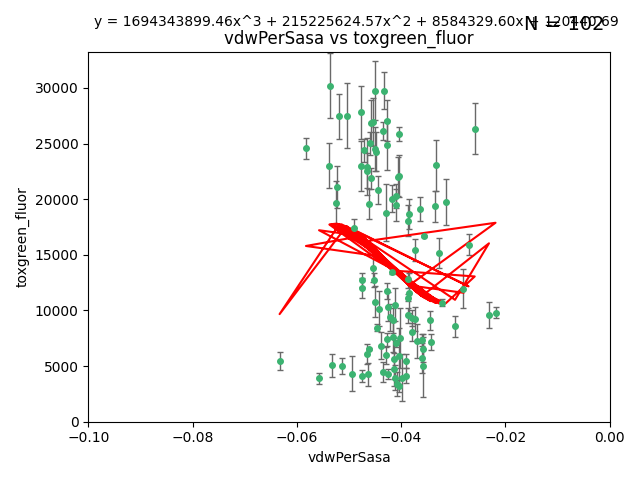 y = 1694343899.46x^3 + 215225624.57x^2 + 8584329.60x + 120440.69
N = 102
vdwPerSasa vs toxgreen_fluor
30000
25000
20000
15000
10000
5000
0
toxgreen_fluor
−0.10 −0.08 −0.06 −0.04 −0.02 0.00
vdwPerSasa